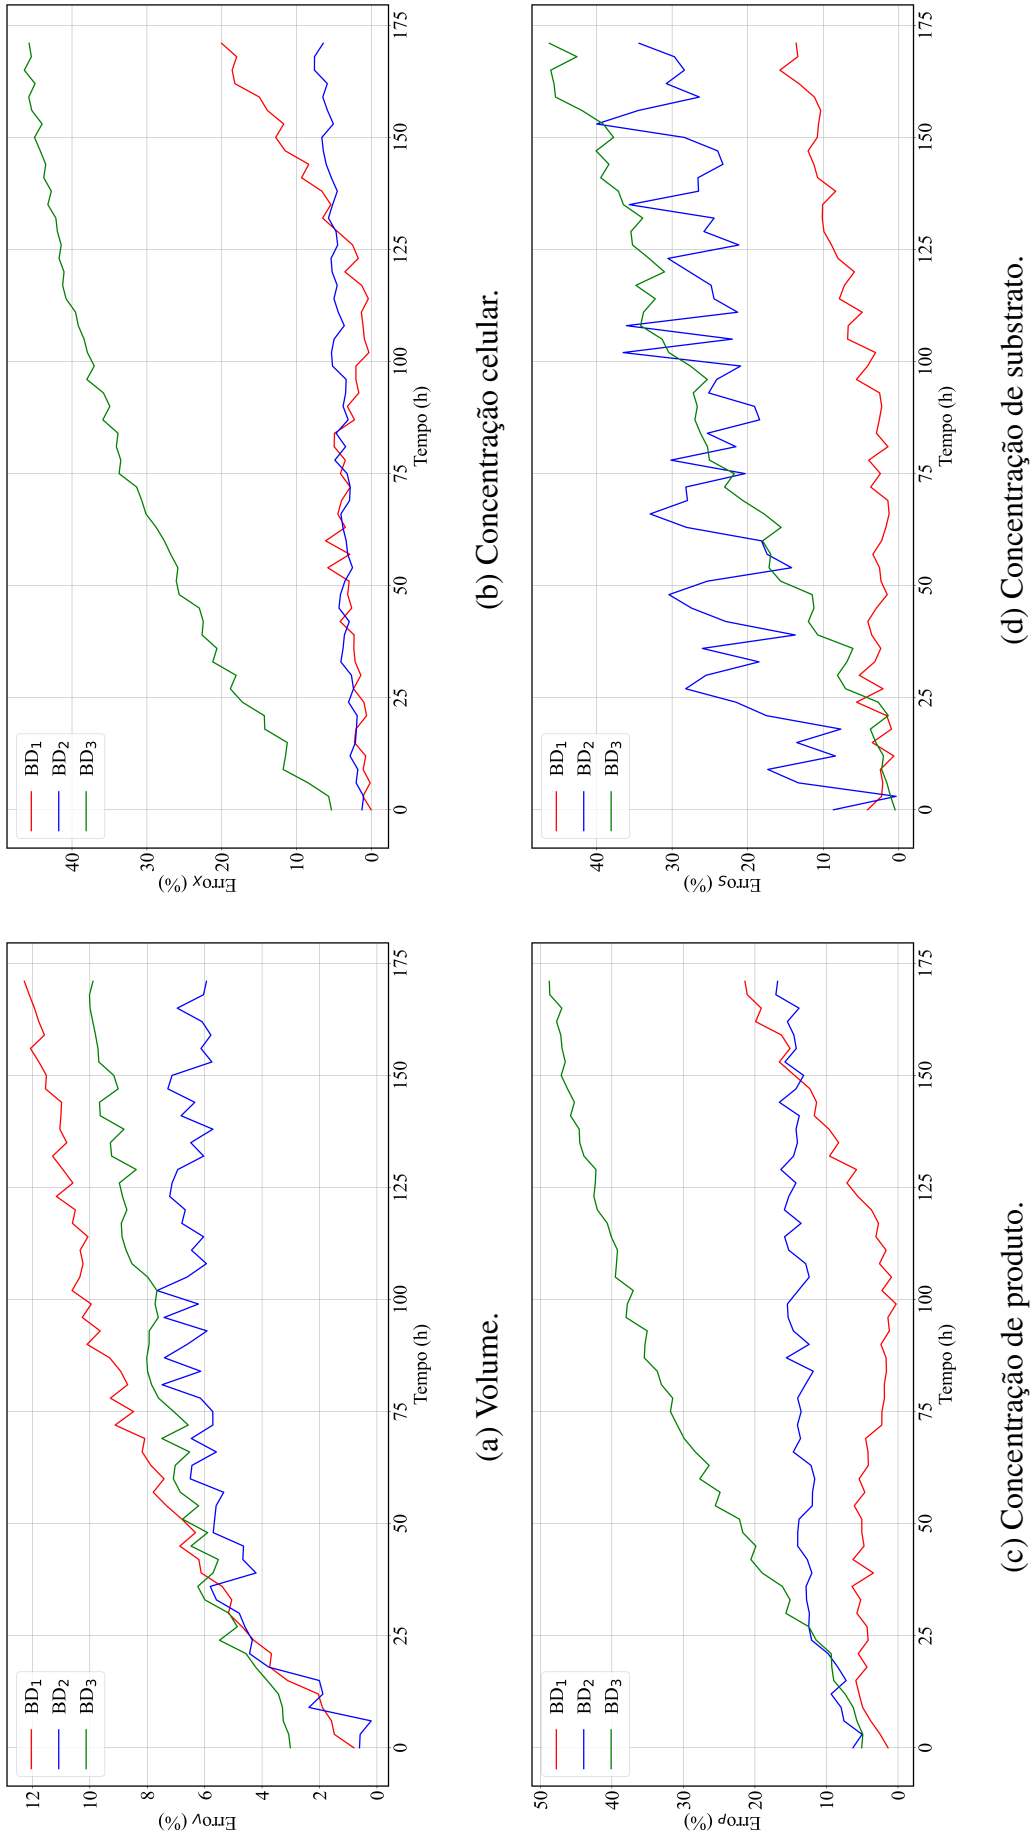 12
10
8
6
4
2
0
Erroᵥ (%)
BD₁
BD₂
BD₃
0
25
50
75
100
125
150
175
Tempo (h)
(a) Volume.
40
30
20
10
0
Erroₓ (%)
BD₁
BD₂
BD₃
0
25
50
75
100
125
150
175
Tempo (h)
(b) Concentração celular.
50
40
30
20
10
0
Erro_P (%)
BD₁
BD₂
BD₃
0
25
50
75
100
125
150
175
Tempo (h)
(c) Concentração de produto.
40
30
20
10
0
Erro_S (%)
BD₁
BD₂
BD₃
0
25
50
75
100
125
150
175
Tempo (h)
(d) Concentração de substrato.